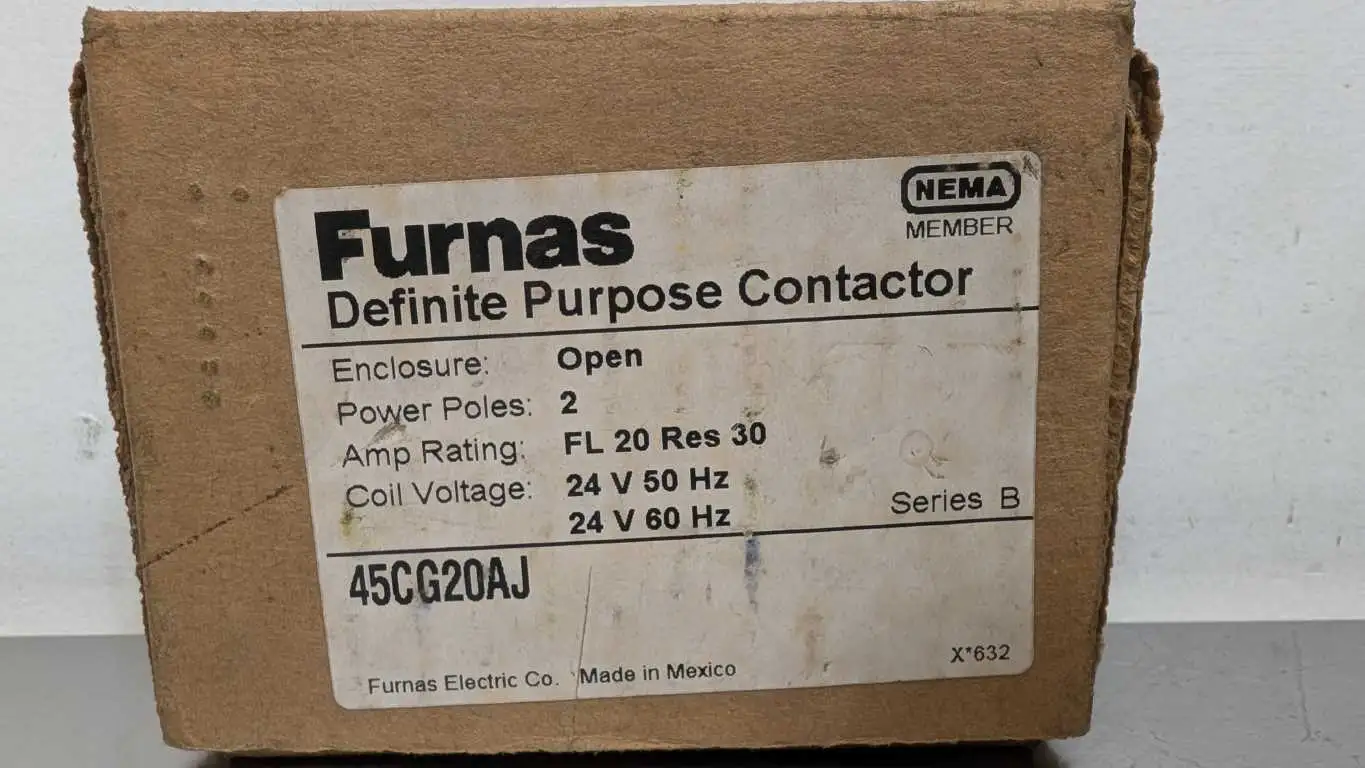 NEMA
MEMBER
Furnas
Definite Purpose Contactor
Enclosure: Open
Power Poles: 2
Amp Rating: FL 20 Res 30
Coil Voltage: 24 V 50 Hz
24 V 60 Hz
Series B
45CG20AJ
X*632
Furnas Electric Co. Made in Mexico